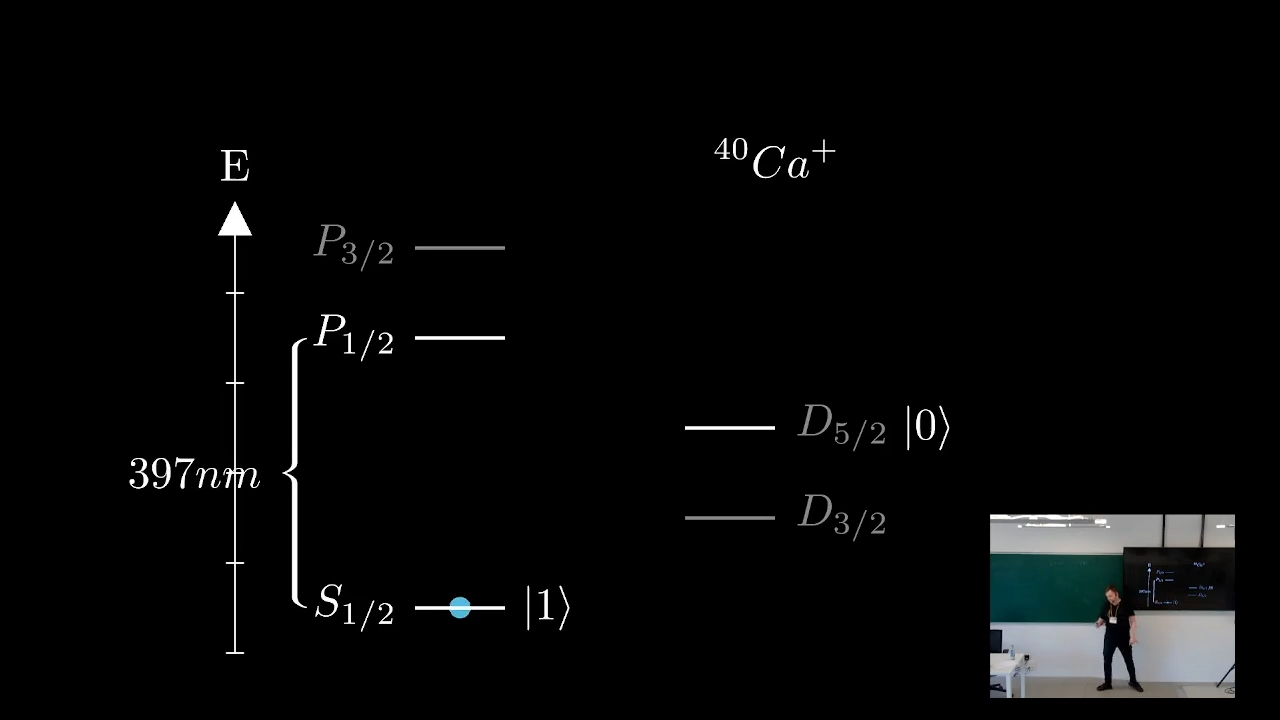 E
⁴⁰Ca⁺
P₃/₂
P₁/₂
D₅/₂ |0⟩
397nm
D₃/₂
S₁/₂ |1⟩